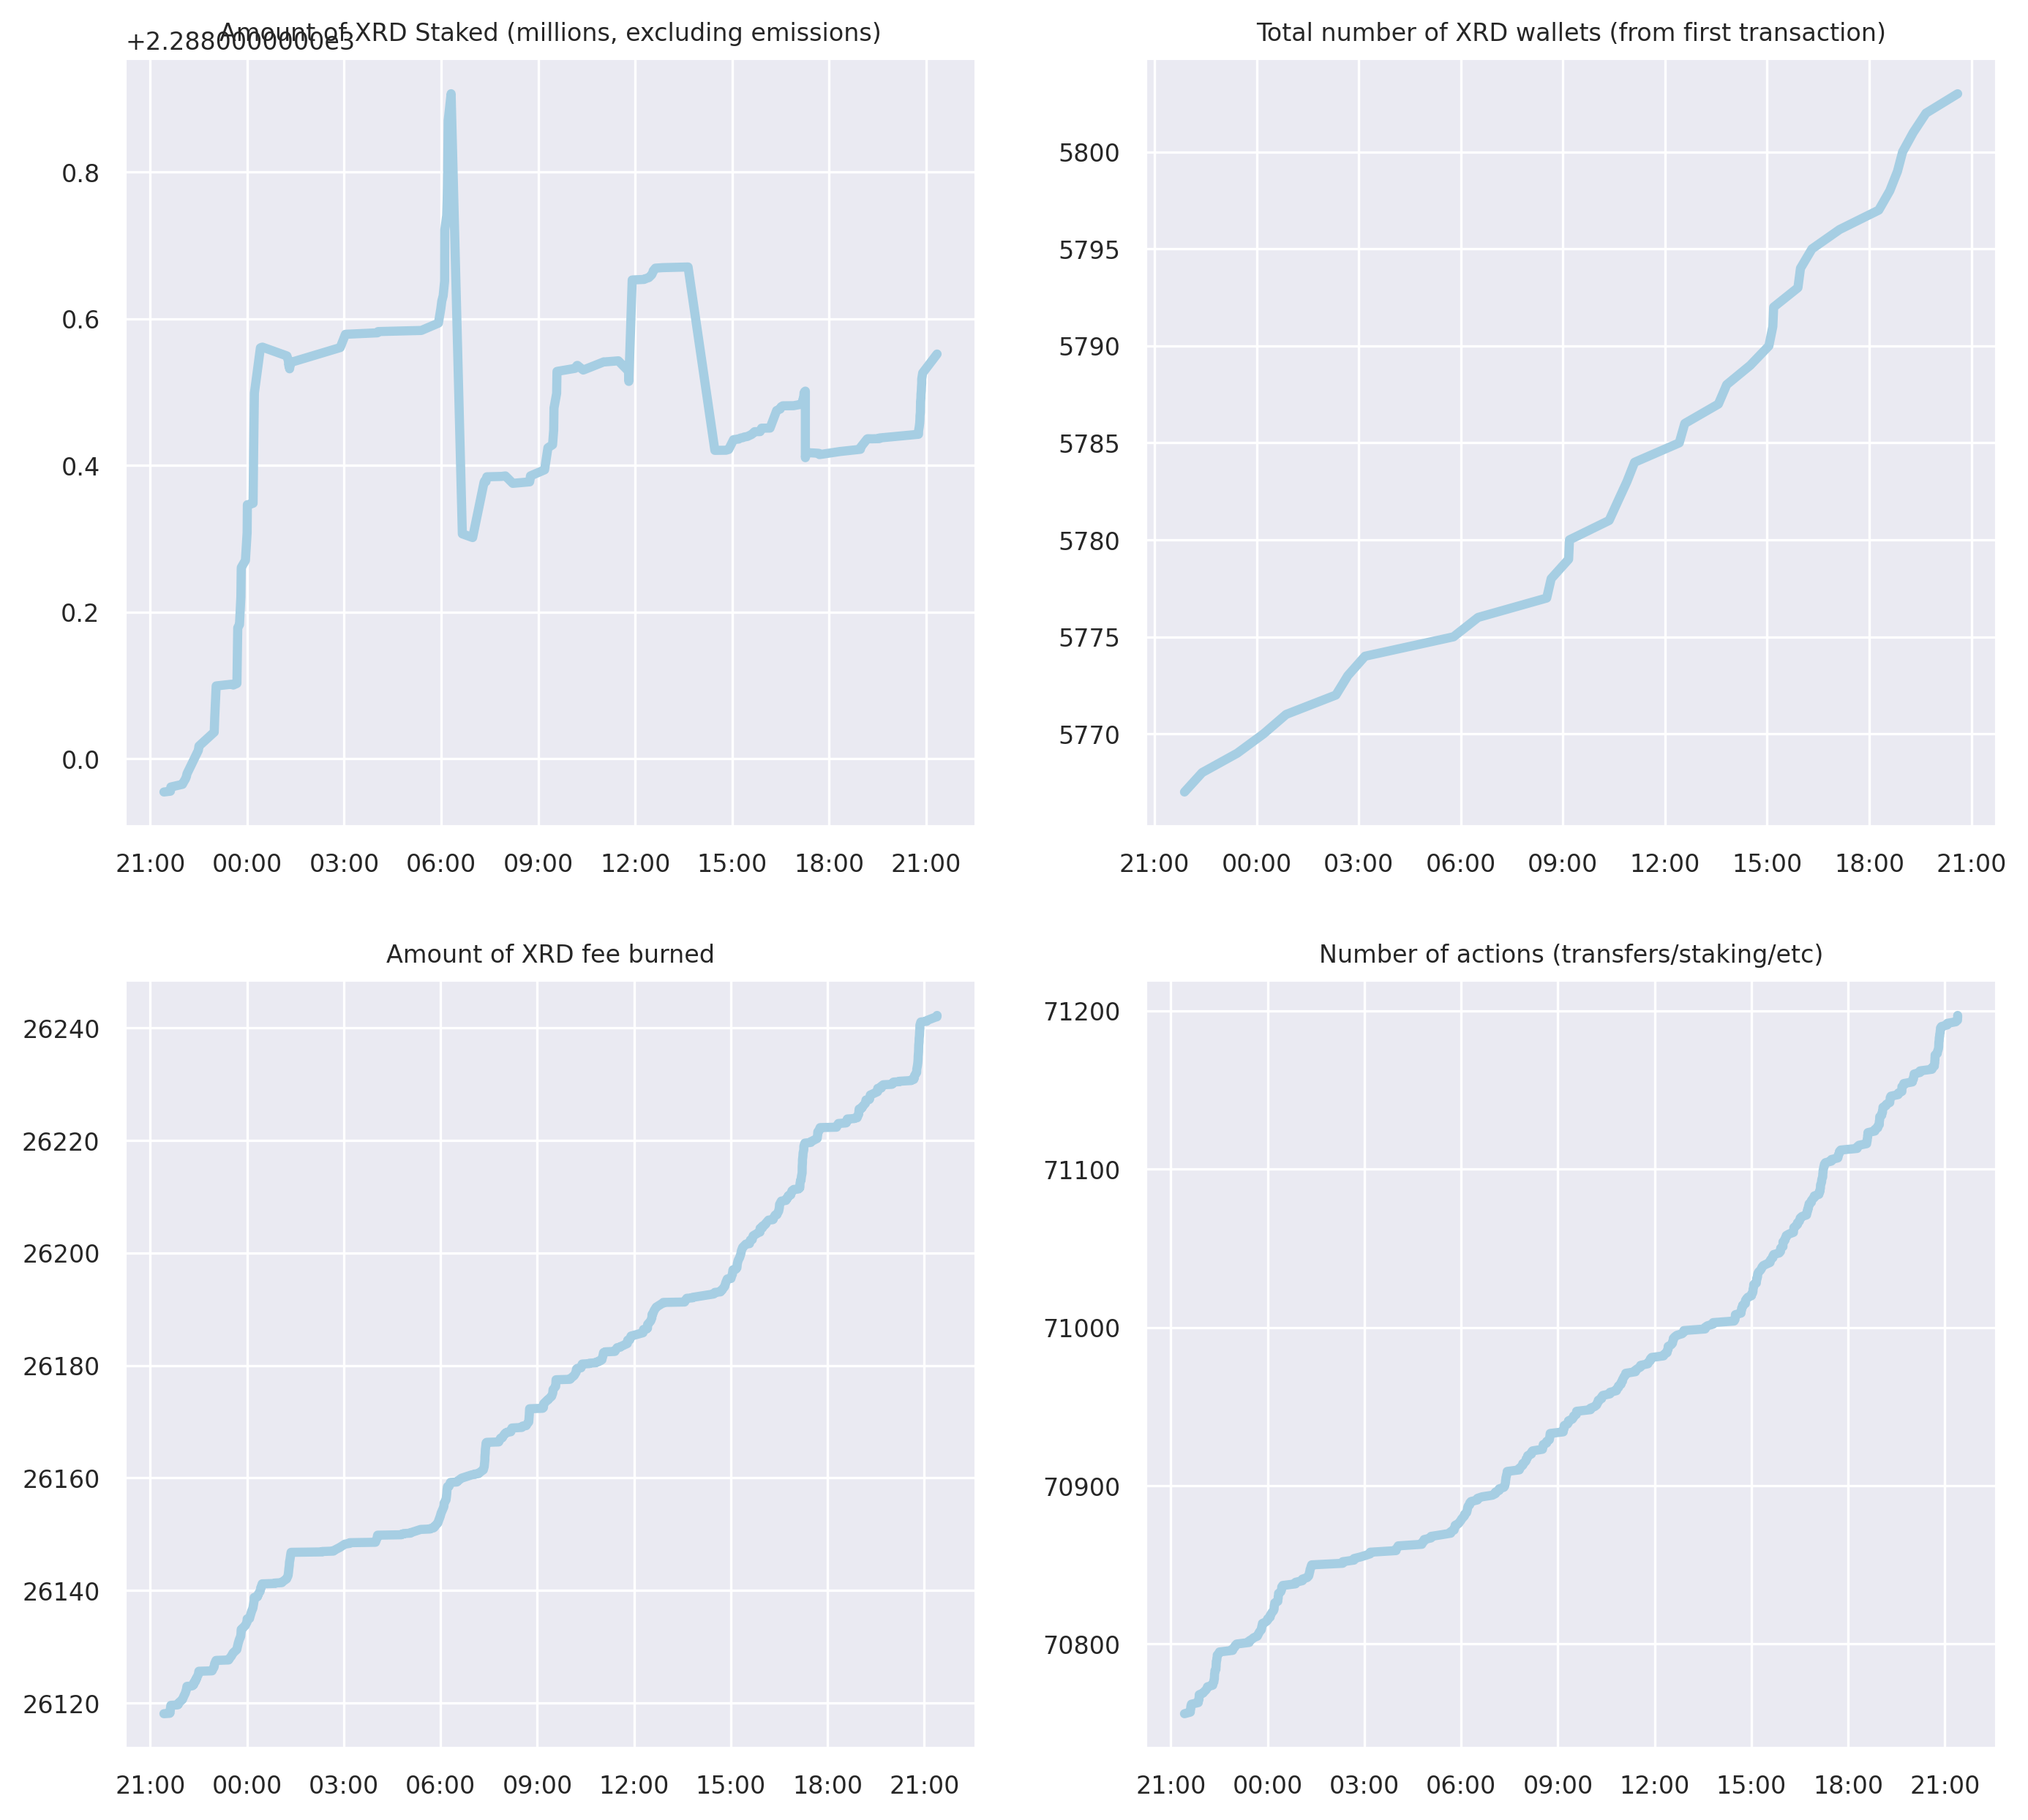 Amount of XRD Staked (millions, excluding emissions)
+2.2880000000e3
0.8
0.6
0.4
0.2
0.0
21:00 00:00 03:00 06:00 09:00 12:00 15:00 18:00 21:00
Total number of XRD wallets (from first transaction)
5800
5795
5790
5785
5780
5775
5770
21:00 00:00 03:00 06:00 09:00 12:00 15:00 18:00 21:00
Amount of XRD fee burned
26240
26220
26200
26180
26160
26140
26120
21:00 00:00 03:00 06:00 09:00 12:00 15:00 18:00 21:00
Number of actions (transfers/staking/etc)
71200
71100
71000
70900
70800
21:00 00:00 03:00 06:00 09:00 12:00 15:00 18:00 21:00